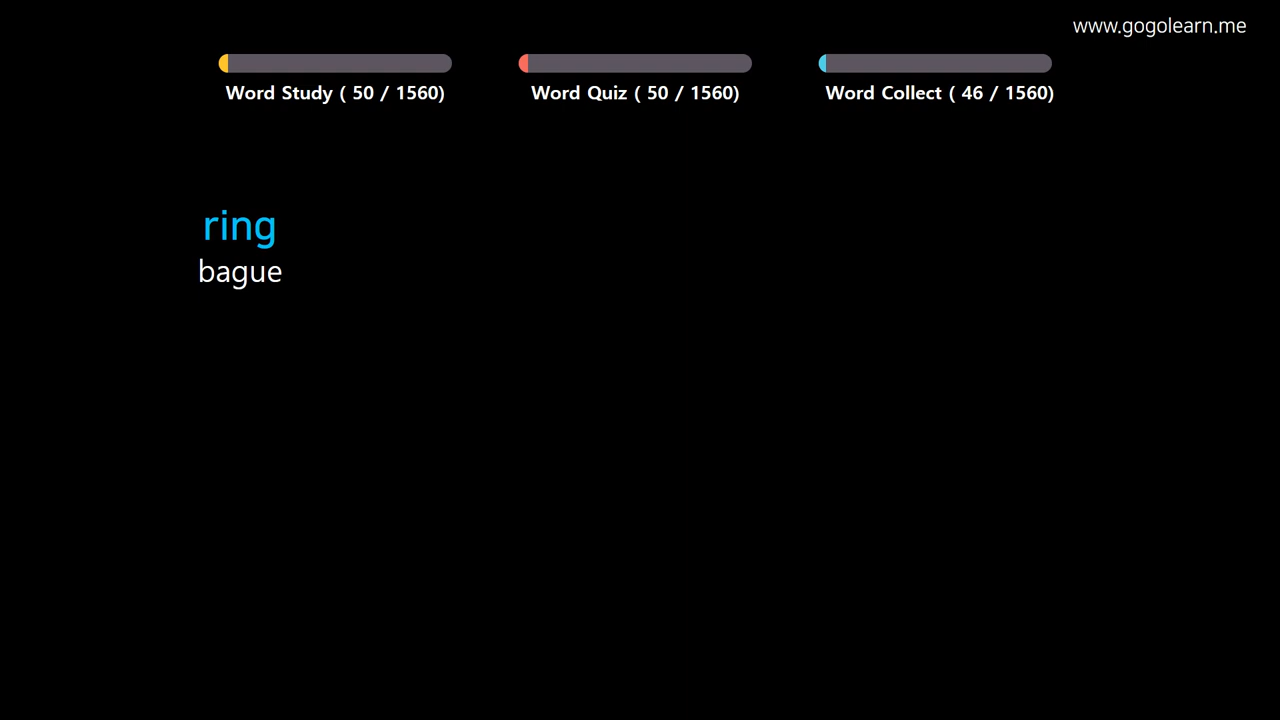 www.gogolearn.me
Word Study ( 50 / 1560)
Word Quiz ( 50 / 1560)
Word Collect ( 46 / 1560)
ring
bague